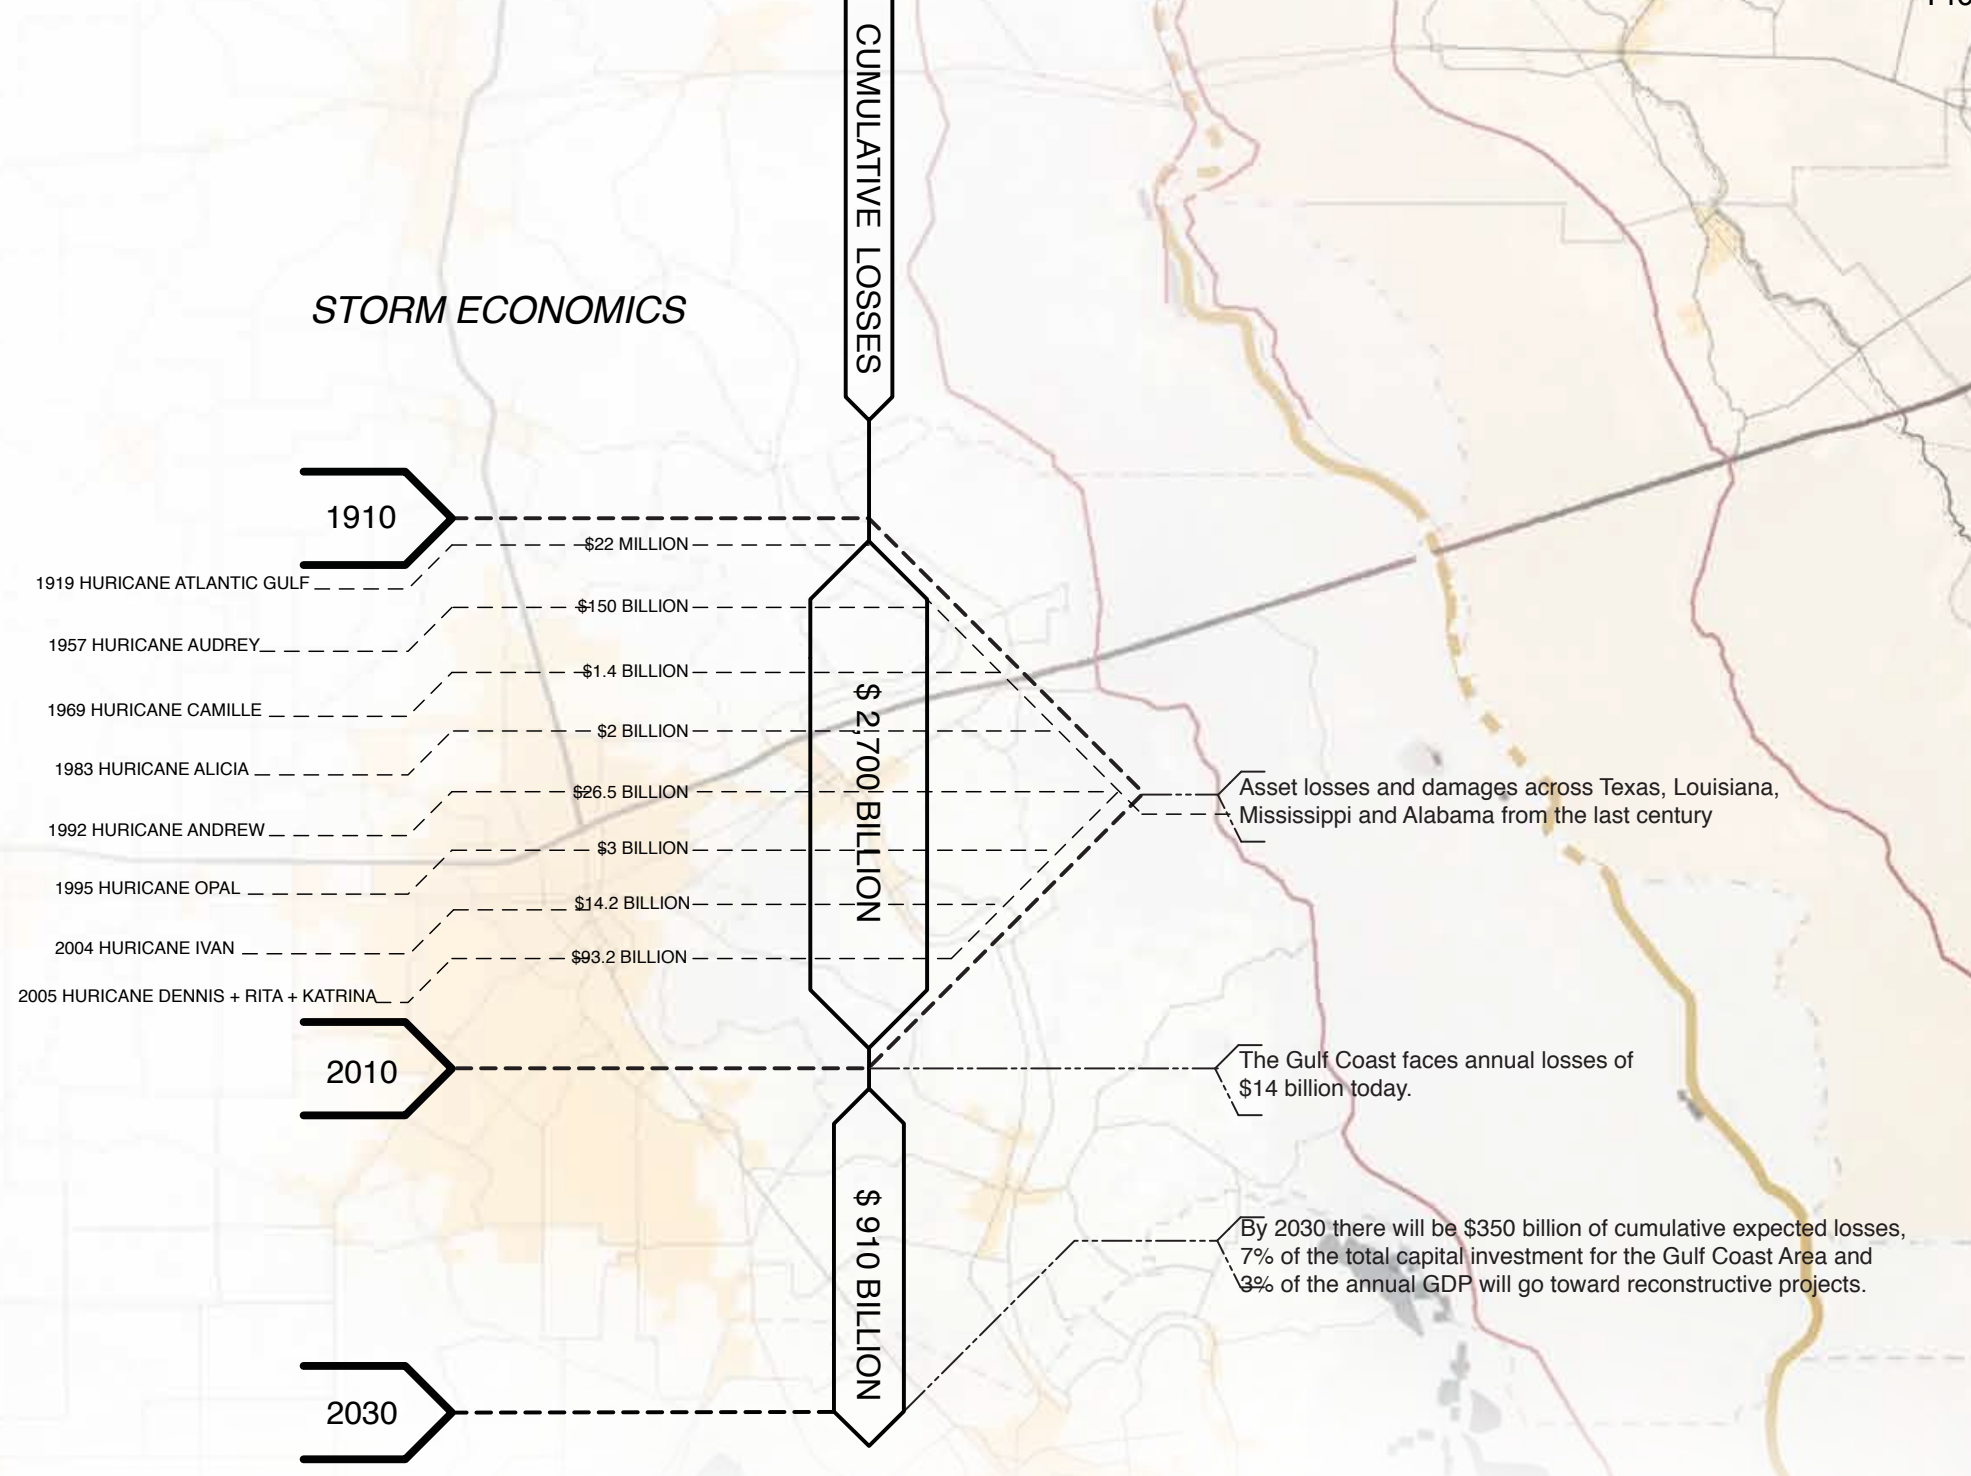 CUMULATIVE LOSSES
STORM ECONOMICS
1910
$22 MILLION
1919 HURICANE ATLANTIC GULF
$150 BILLION
1957 HURICANE AUDREY
$1.4 BILLION
1969 HURICANE CAMILLE
$2 BILLION
1983 HURICANE ALICIA
$26.5 BILLION
1992 HURICANE ANDREW
$3 BILLION
1995 HURICANE OPAL
$14.2 BILLION
2004 HURICANE IVAN
$93.2 BILLION
2005 HURICANE DENNIS + RITA + KATRINA
$ 2,700 BILLION
Asset losses and damages across Texas, Louisiana,
Mississippi and Alabama from the last century
2010
The Gulf Coast faces annual losses of
$14 billion today.
$ 910 BILLION
By 2030 there will be $350 billion of cumulative expected losses,
7% of the total capital investment for the Gulf Coast Area and
3% of the annual GDP will go toward reconstructive projects.
2030